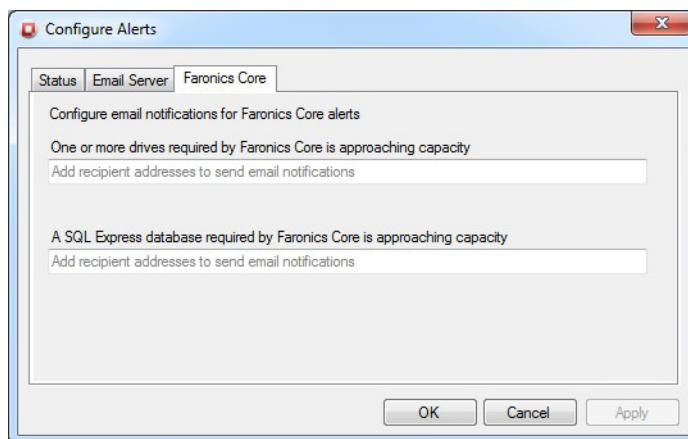 Configure Alerts
Status Email Server Faronics Core
Configure email notifications for Faronics Core alerts
One or more drives required by Faronics Core is approaching capacity
Add recipient addresses to send email notifications
A SQL Express database required by Faronics Core is approaching capacity
Add recipient addresses to send email notifications
OK Cancel Apply